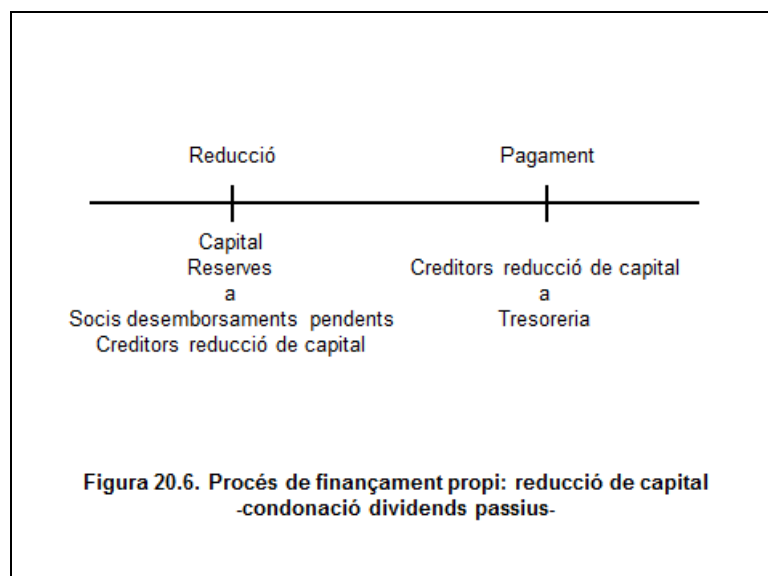 Reducció
Pagament
Capital
Reserves
a
Socis desemborsaments pendents
Creditors reducció de capital
Creditors reducció de capital
a
Tresoreria
Figura 20.6. Procés de finançament propi: reducció de capital
-condonació dividends passius-